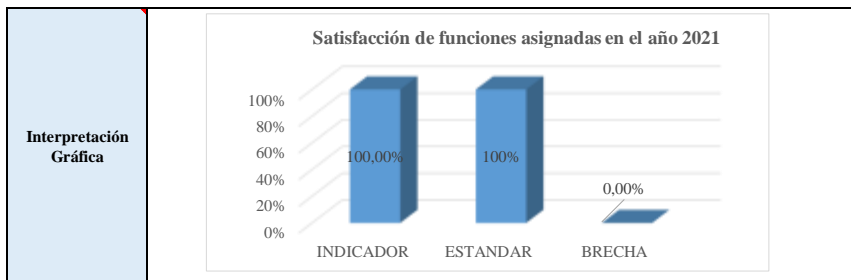 Interpretación
Gráfica
Satisfacción de funciones asignadas en el año 2021
100%
80%
60%
40%
20%
0%
100,00%
100%
0,00%
INDICADOR
ESTANDAR
BRECHA